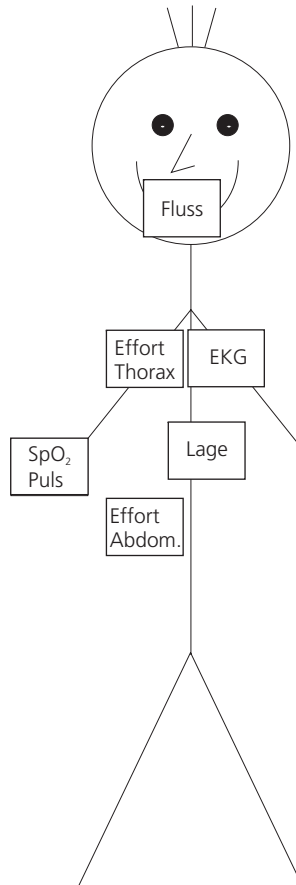 Fluss
Effort
Thorax
EKG
Lage
SpO₂
Puls
Effort
Abdom.